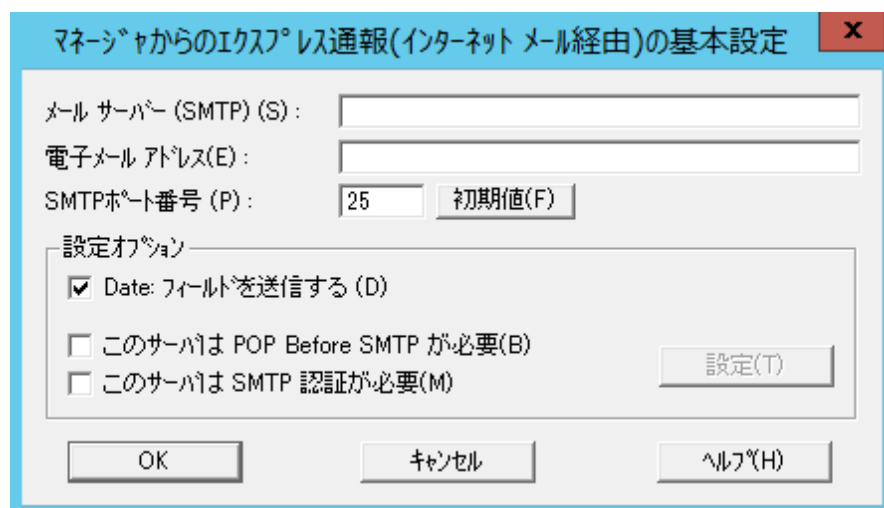 ﾏﾈｰｼﾞｬからのｴｸｽﾌﾟﾚｽ通報(ｲﾝﾀｰﾈｯﾄ ﾒｰﾙ経由)の基本設定
x
ﾒｰﾙ ｻｰﾊﾞｰ (SMTP) (S) :
電子ﾒｰﾙ ｱﾄﾞﾚｽ(E) :
SMTPﾎﾟｰﾄ番号 (P) : 25 初期値(F)
設定ｵﾌﾟｼｮﾝ
Date: ﾌｨｰﾙﾄﾞを送信する (D)
このｻｰﾊﾞは POP Before SMTP が必要(B)
このｻｰﾊﾞは SMTP 認証が必要(M)
設定(T)
OK ｷｬﾝｾﾙ ﾍﾙﾌﾟ(H)